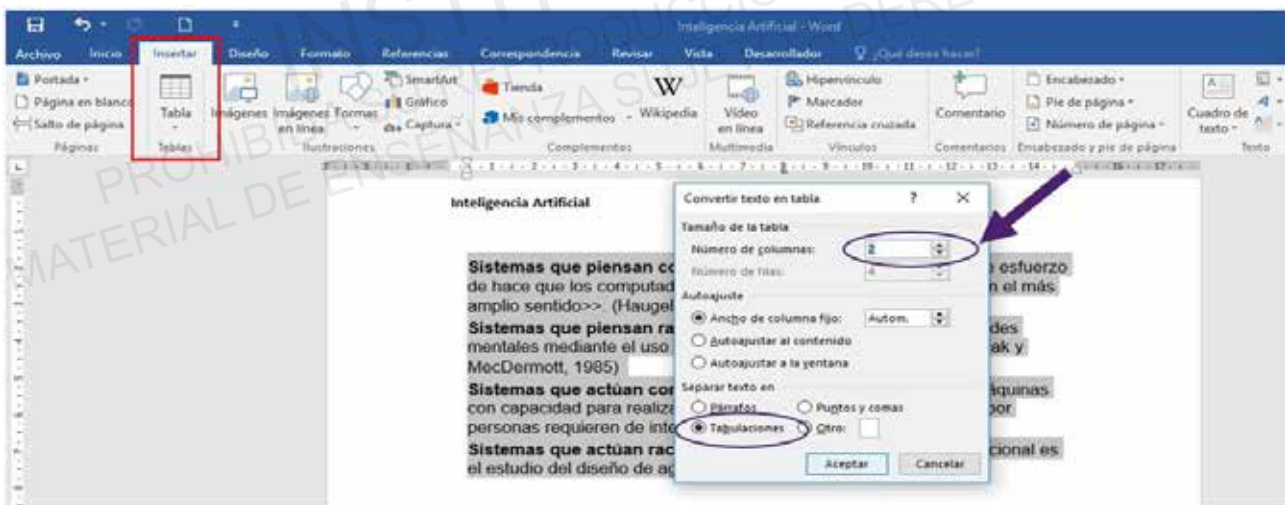 Inteligencia Artificial - Word
Archivo Inicio Insertar Diseño Formato Referencias Correspondencia Revisar Vista Desarrollador ¿Qué desea hacer?
Portada
Página en blanco
Salto de página
Páginas
Tabla
Tablas
Imágenes
Imágenes en línea
Formas
SmartArt
Gráfico
Captura
Ilustraciones
Tienda
Mis complementos
W
Wikipedia
Complementos
Vídeo
en línea
Multimedia
Hipervínculo
Marcador
Referencia cruzada
Vínculos
Comentario
Comentarios
Encabezado
Pie de página
Número de página
Encabezado y pie de página
Cuadro de
texto
Texto
PROHIBI
MATERIAL DE ENSEÑANZA
Inteligencia Artificial
Sistemas que piensan co esfuerzo
de hace que los computad n el más
amplio sentido>>. (Haugel
Sistemas que piensan ra des
mentales mediante el uso ak y
MecDermott, 1985)
Sistemas que actúan cor áquinas
con capacidad para realiza por
personas requieren de inte
Sistemas que actúan rac cional es
el estudio del diseño de ag
Convertir texto en tabla ? ×
Tamaño de la tabla
Número de columnas: 2
Número de filas: 4
Autoajuste
Ancho de columna fijo: Autom.
Autoajustar al contenido
Autoajustar a la ventana
Separar texto en
Párrafos Puntos y comas
Tabulaciones Otro:
Aceptar Cancelar